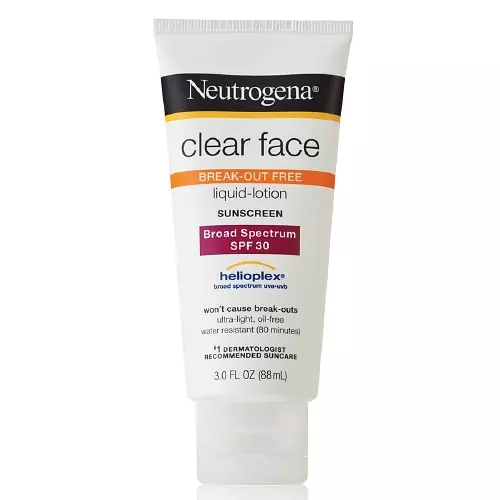 Neutrogena®
clear face
BREAK-OUT FREE
liquid-lotion
SUNSCREEN
Broad Spectrum
SPF 30
helioplex®
broad spectrum uva-uvb
won't cause break-outs
ultra-light, oil-free
water resistant (80 minutes)
#1 DERMATOLOGIST
RECOMMENDED SUNCARE
3.0 FL OZ (88mL)